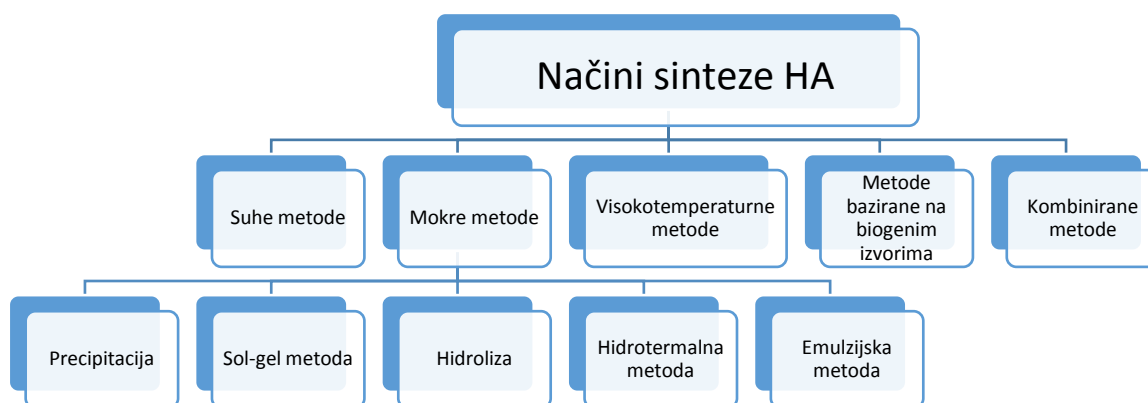 Načini sinteze HA
Suhe metode
Mokre metode
Visokotemperaturne
metode
Metode
bazirane na
biogenim
izvorima
Kombinirane
metode
Precipitacija
Sol-gel metoda
Hidroliza
Hidrotermalna
metoda
Emulzijska
metoda